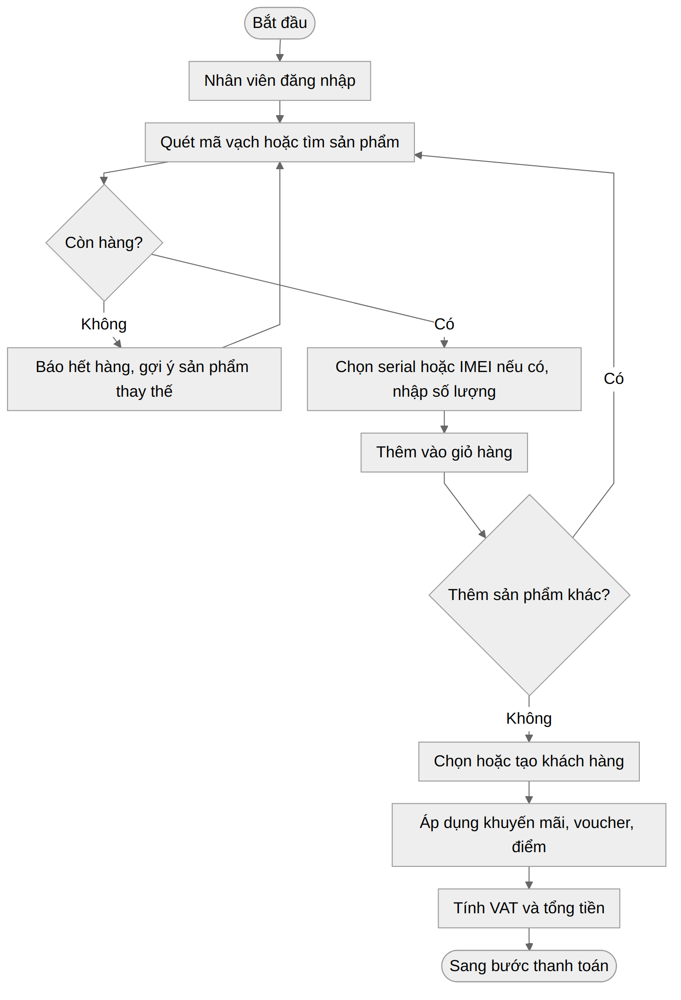 Bắt đầu
Nhân viên đăng nhập
Quét mã vạch hoặc tìm sản phẩm
Còn hàng?
Không
Có
Báo hết hàng, gợi ý sản phẩm
thay thế
Chọn serial hoặc IMEI nếu có,
nhập số lượng
Có
Thêm vào giỏ hàng
Thêm sản phẩm khác?
Không
Chọn hoặc tạo khách hàng
Áp dụng khuyến mãi, voucher,
điểm
Tính VAT và tổng tiền
Sang bước thanh toán